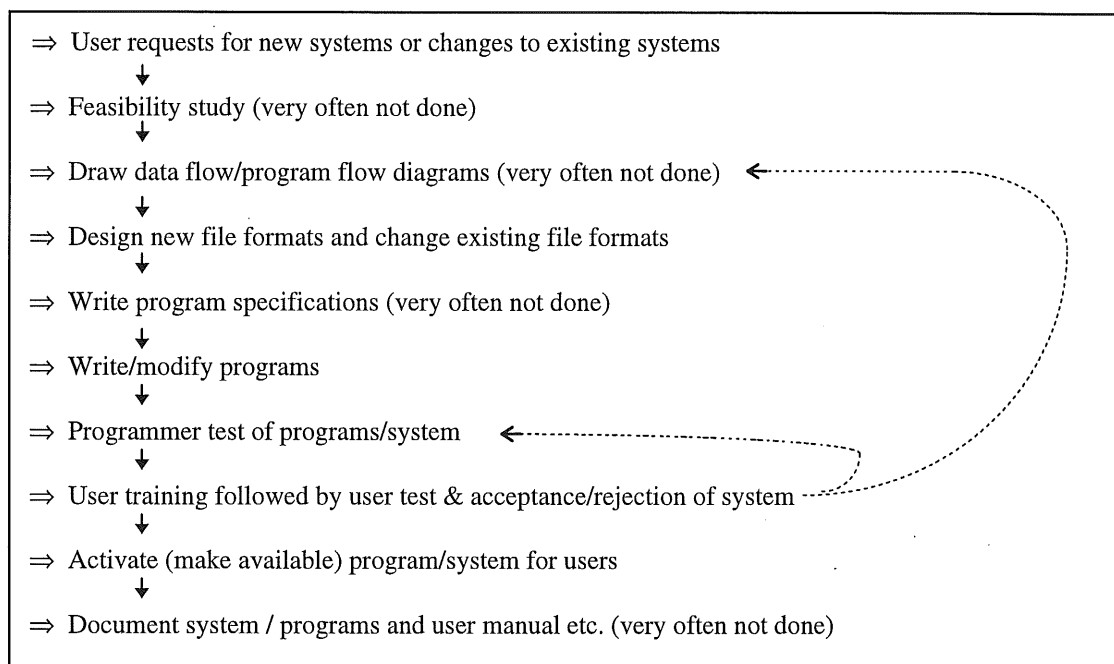 ⇒ User requests for new systems or changes to existing systems
⇒ Feasibility study (very often not done)
⇒ Draw data flow/program flow diagrams (very often not done)
⇒ Design new file formats and change existing file formats
⇒ Write program specifications (very often not done)
⇒ Write/modify programs
⇒ Programmer test of programs/system
⇒ User training followed by user test & acceptance/rejection of system
⇒ Activate (make available) program/system for users
⇒ Document system / programs and user manual etc. (very often not done)